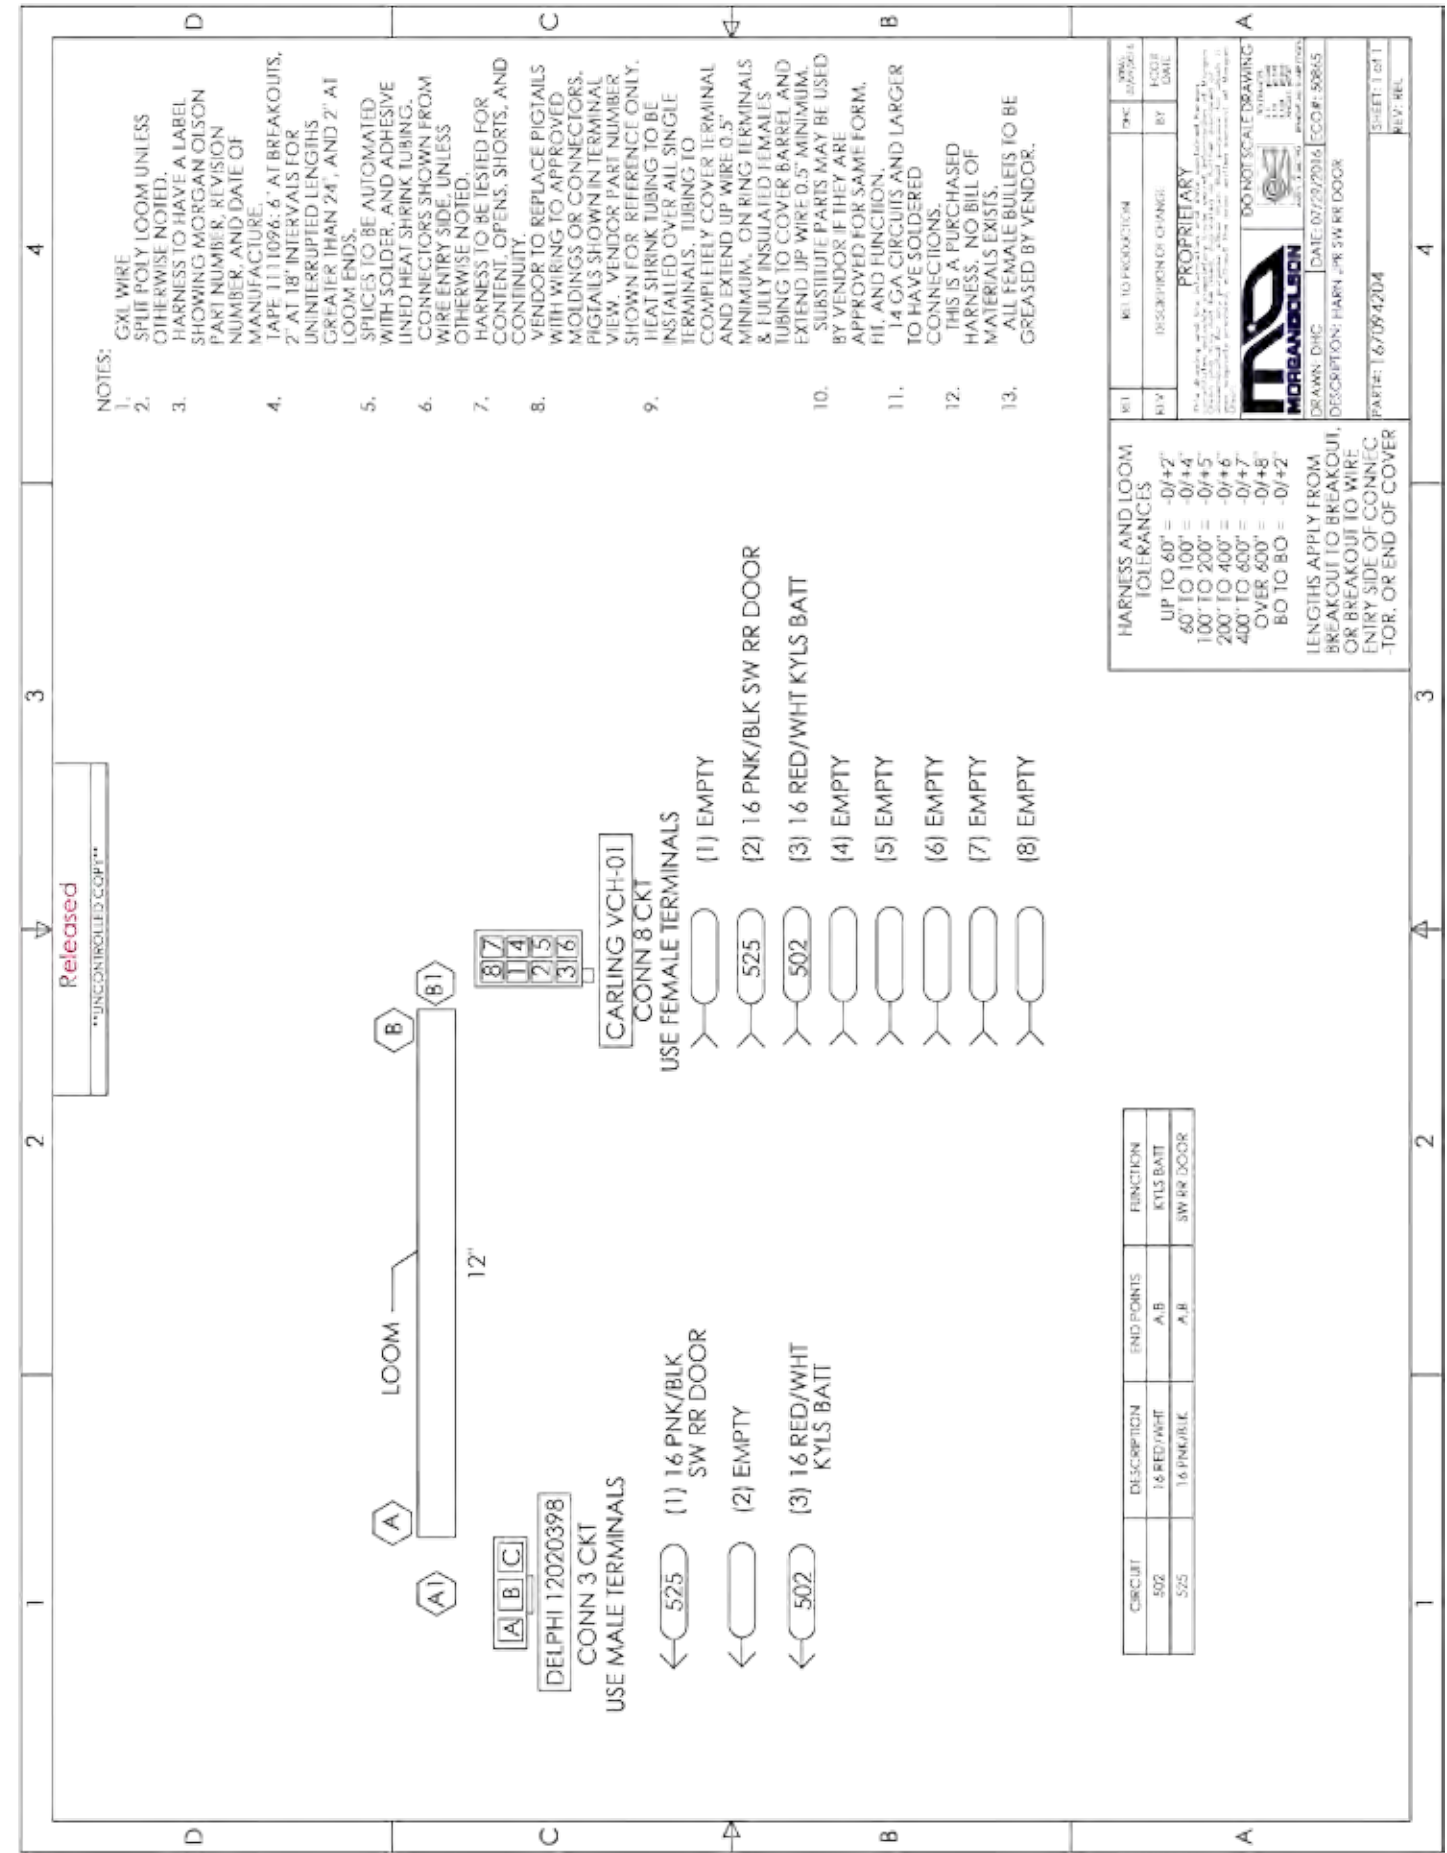 Released
**UNCONTROLLED COPY**
1
2
3
4
D
C
B
A
NOTES:
1. GXL WIRE
2. SPLIT POLY LOOM UNLESS
OTHERWISE NOTED.
3. HARNESS TO HAVE A LABEL
SHOWING MORGAN OLSON
PART NUMBER, REVISION
NUMBER, AND DATE OF
MANUFACTURE.
4. TAPE 1111096: 6" AT BREAKOUTS,
2" AT 18" INTERVALS FOR
UNINTERRUPTED LENGTHS
GREATER THAN 24", AND 2" AT
LOOM ENDS.
5. SPLICES TO BE AUTOMATED
WITH SOLDER, AND ADHESIVE
LINED HEAT SHRINK TUBING.
6. CONNECTORS SHOWN FROM
WIRE ENTRY SIDE, UNLESS
OTHERWISE NOTED.
7. HARNESS TO BE TESTED FOR
CONTENT, OPENS, SHORTS, AND
CONTINUITY.
8. VENDOR TO REPLACE PIGTAILS
WITH WIRING TO APPROVED
MOLDINGS OR CONNECTORS.
PIGTAILS SHOWN IN TERMINAL
VIEW. VENDOR PART NUMBER
SHOWN FOR REFERENCE ONLY.
9. HEAT SHRINK TUBING TO BE
INSTALLED OVER ALL SINGLE
TERMINALS. TUBING TO
COMPLETELY COVER TERMINAL
AND EXTEND UP WIRE 0.5"
MINIMUM. ON RING TERMINALS
& FULLY INSULATED FEMALES
TUBING TO COVER BARREL AND
EXTEND UP WIRE 0.5" MINIMUM.
10. SUBSTITUTE PARTS MAY BE USED
BY VENDOR IF THEY ARE
APPROVED FOR SAME FORM,
FIT, AND FUNCTION.
11. 14 GA CIRCUITS AND LARGER
TO HAVE SOLDERED
CONNECTIONS.
12. THIS IS A PURCHASED
HARNESS. NO BILL OF
MATERIALS EXISTS.
13. ALL FEMALE BULLETS TO BE
GREASED BY VENDOR.
LOOM
A
B
A1
B1
12"
A B C
DELPHI 12020398
CONN 3 CKT
USE MALE TERMINALS
525 (1) 16 PNK/BLK
SW RR DOOR
(2) EMPTY
502 (3) 16 RED/WHT
KYLS BATT
8 7
1 4
2 5
3 6
CARLING VCH-01
CONN 8 CKT
USE FEMALE TERMINALS
(1) EMPTY
525 (2) 16 PNK/BLK SW RR DOOR
502 (3) 16 RED/WHT KYLS BATT
(4) EMPTY
(5) EMPTY
(6) EMPTY
(7) EMPTY
(8) EMPTY
CIRCUIT DESCRIPTION END POINTS FUNCTION
502 16 RED/WHT A,B KYLS BATT
525 16 PNK/BLK A,B SW RR DOOR
HARNESS AND LOOM
TOLERANCES
UP TO 60" = -0/+2"
60" TO 100" = -0/+4"
100" TO 200" = -0/+5"
200" TO 400" = -0/+6"
400" TO 600" = -0/+7"
OVER 600" = -0/+8"
BO TO BO = -0/+2"
LENGTHS APPLY FROM
BREAKOUT TO BREAKOUT,
OR BREAKOUT TO WIRE
ENTRY SIDE OF CONNEC
-TOR, OR END OF COVER
REL TO PRODUCTION
REV DESCRIPTION OF CHANGE BY ECO# DATE
PROPRIETARY
MORGANOLSON
DO NOT SCALE DRAWING
DRAWN: DHC DATE: 07/29/2016 ECO#: 50865
DESCRIPTION: HARN JPR SW RR DOOR
PART#: 167094204
SHEET: 1 of 1
REV: REL
1
2
3
4
D
C
B
A